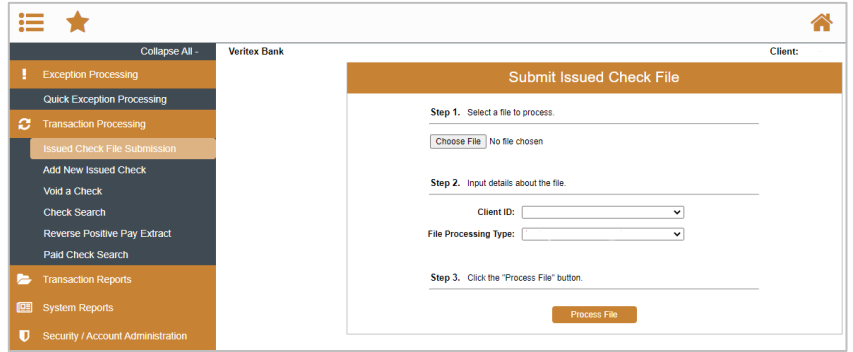 Collapse All -
Exception Processing
Quick Exception Processing
Transaction Processing
Issued Check File Submission
Add New Issued Check
Void a Check
Check Search
Reverse Positive Pay Extract
Paid Check Search
Transaction Reports
System Reports
Security / Account Administration
Veritex Bank
Client:
Submit Issued Check File
Step 1. Select a file to process.
Choose File No file chosen
Step 2. Input details about the file.
Client ID:
File Processing Type:
Step 3. Click the "Process File" button.
Process File